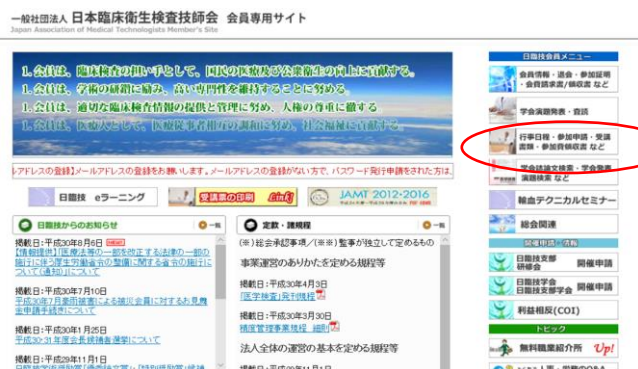 一般社団法人 日本臨床衛生検査技師会 会員専用サイト
Japan Association of Medical Technologists Member's Site
1. 会員は、臨床検査の担い手として、国民の医療及び公衆衛生の向上に貢献する。
1. 会員は、学術の研鑽に励み、高い専門性を維持することに努める。
1. 会員は、適切な臨床検査情報の提供と管理に努め、人権の尊重に徹する。
1. 会員は、医療人として、医療従事者相互の調和に努め、社会福祉に貢献する。
レアドレスの登録】メールアドレスの登録をお願いします。メールアドレスの登録がない方で、パスワード発行申請をされた方は、
日臨技 eラーニング
受講票の印刷
JAMT 2012-2016
日臨技からのお知らせ
一覧
掲載日:平成30年8月6日
【情報提供】「医療法等の一部を改正する法律の一部の
施行に伴う厚生労働省令の整備に関する省令の施行に
ついて(通知)」について
掲載日:平成30年7月10日
平成30年7月豪雨被害による被災会員に対するお見舞
金申請手続きについて
掲載日:平成30年1月25日
平成30-31年度会長候補者選挙について
掲載日:平成29年11月1日
定款・諸規程
一覧
(※)総会承認事項/(※※)監事が独立して定めるもの
事業運営のありかたを定める規程等
掲載日:平成30年4月3日
「医学検査」発刊規程
掲載日:平成30年3月30日
精度管理事業規程 細則
法人全体の運営の基本を定める規程等
日臨技会員メニュー
会員情報・退会・参加証明
・会費請求書/領収書 など
学会演題発表・査読
行事日程・参加申請・受講
書類・参加費領収書 など
学会誌論文検索・学会発表
演題検索 など
輸血テクニカルセミナー
総会関連
開催申請・情報
日臨技支部
研修会
開催申請
日臨技学会
日臨技支部学会
開催申請
利益相反(COI)
トピック
無料職業紹介所 Up!